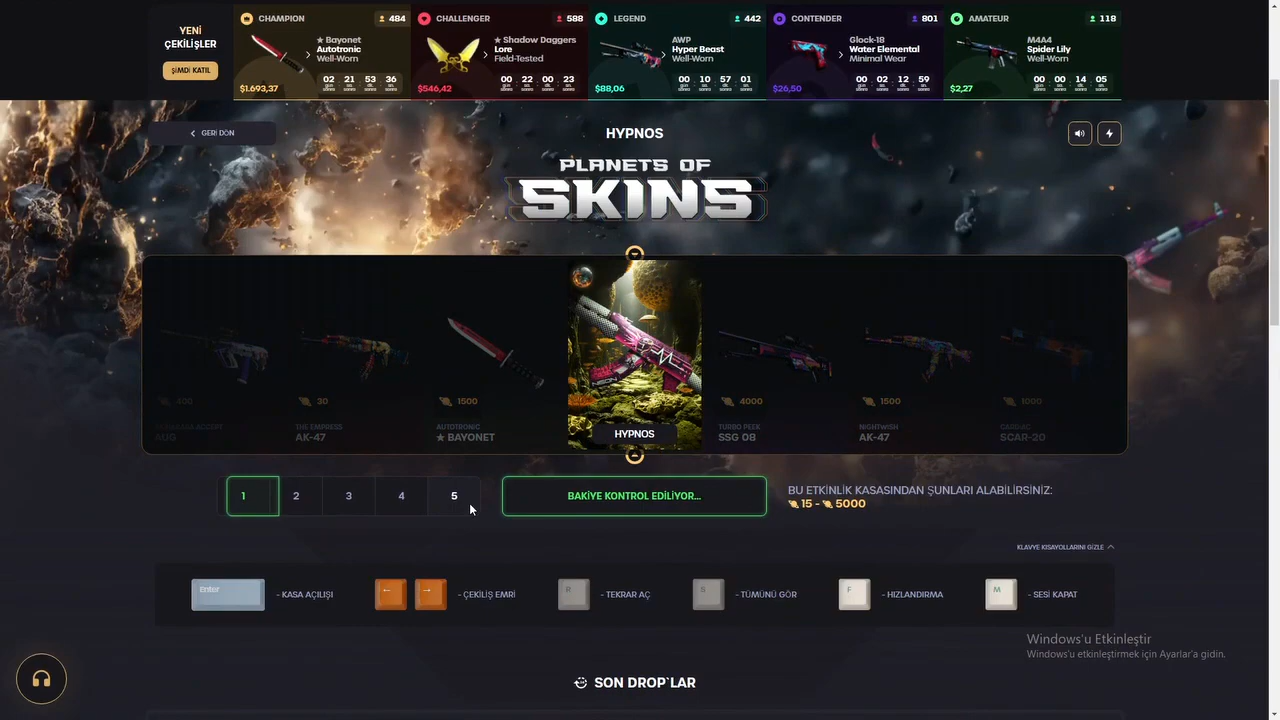 YENİ
ÇEKİLİŞLER
ŞİMDİ KATIL
CHAMPION 484
★ Bayonet
Autotronic
Well-Worn
$1.693,37
02 21 53 36
CHALLENGER 588
★ Shadow Daggers
Lore
Field-Tested
$546,42
00 22 00 23
LEGEND 442
AWP
Hyper Beast
Well-Worn
$88,06
00 10 57 01
CONTENDER 801
Glock-18
Water Elemental
Minimal Wear
$26,50
00 02 12 59
AMATEUR 118
M4A4
Spider Lily
Well-Worn
$2,27
00 00 14 05
GERİ DÖN
HYPNOS
PLANETS OF
SKINS
400
AUG
30
THE EMPRESS
AK-47
1500
AUTOTRONIC
★ BAYONET
NEON
HYPNOS
4000
TURBO PEEK
SSG 08
1500
NIGHTWISH
AK-47
1000
CARDIAC
SCAR-20
1 2 3 4 5
BAKİYE KONTROL EDİLİYOR...
BU ETKİNLİK KASASINDAN ŞUNLARI ALABİLİRSİNİZ:
15 - 5000
KLAVYE KISAYOLLARINI GİZLE
Enter - KASA AÇILIŞI
← → - ÇEKİLİŞ EMRİ
R - TEKRAR AÇ
S - TÜMÜNÜ GÖR
F - HIZLANDIRMA
M - SESİ KAPAT
Windows'u Etkinleştir
Windows'u etkinleştirmek için Ayarlar'a gidin.
SON DROP`LAR